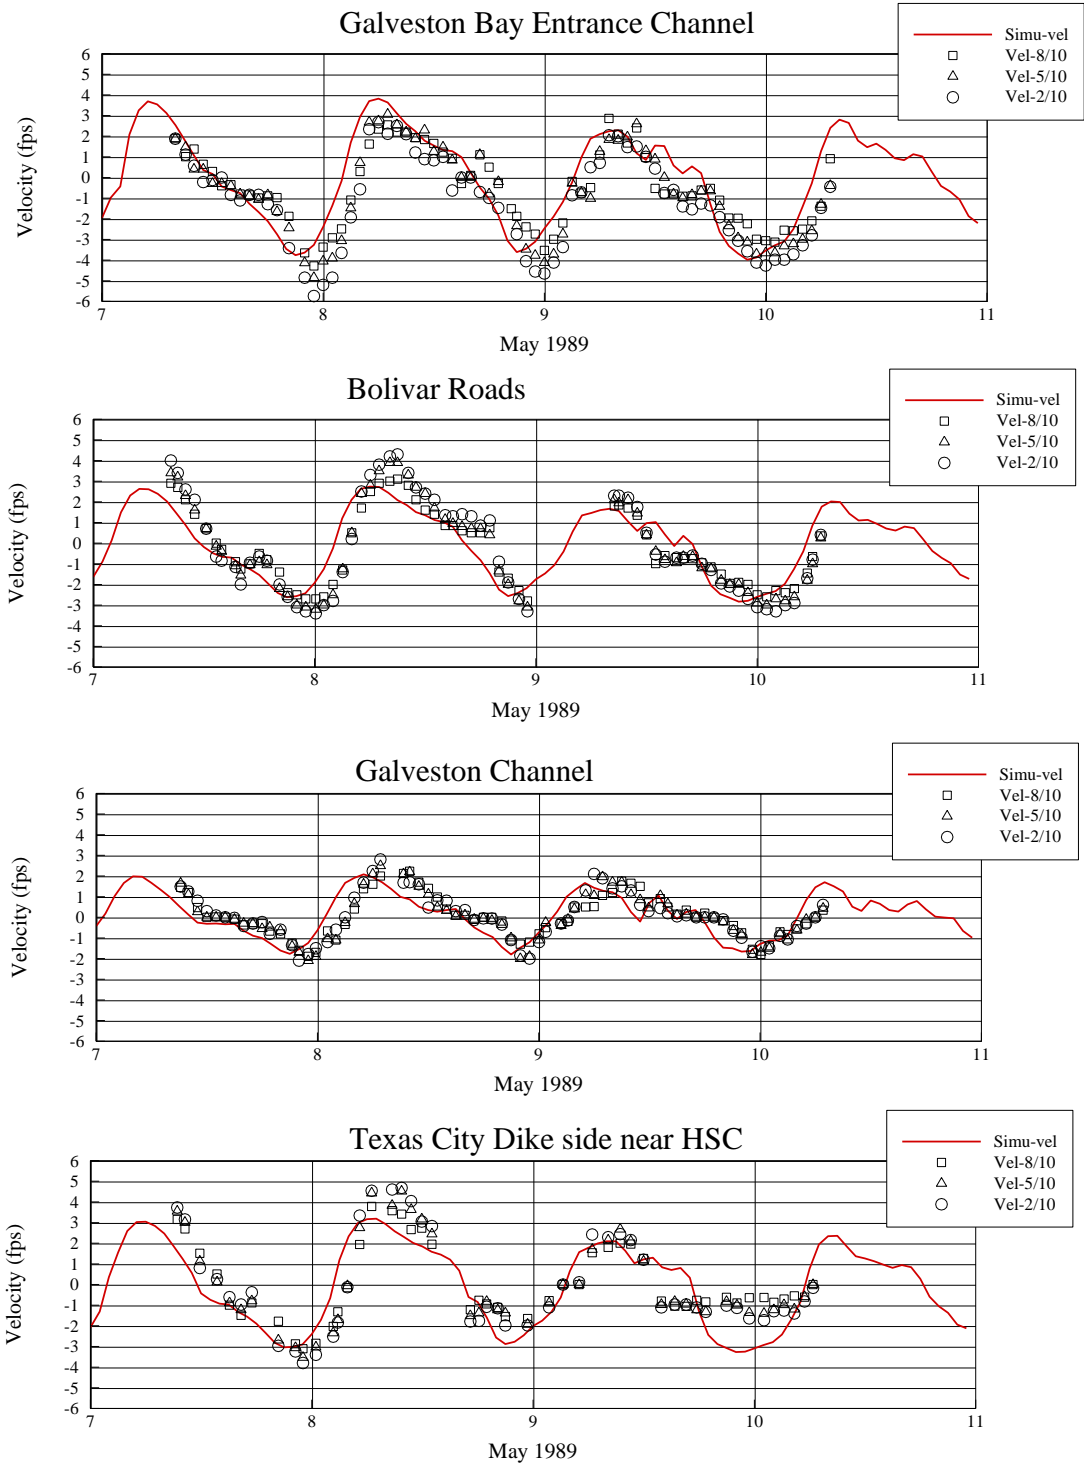 Galveston Bay Entrance Channel
Simu-vel
Vel-8/10
Vel-5/10
Vel-2/10
Velocity (fps)
6
5
4
3
2
1
0
-1
-2
-3
-4
-5
-6
7 8 9 10 11
May 1989
Bolivar Roads
Simu-vel
Vel-8/10
Vel-5/10
Vel-2/10
Velocity (fps)
6
5
4
3
2
1
0
-1
-2
-3
-4
-5
-6
7 8 9 10 11
May 1989
Galveston Channel
Simu-vel
Vel-8/10
Vel-5/10
Vel-2/10
Velocity (fps)
6
5
4
3
2
1
0
-1
-2
-3
-4
-5
-6
7 8 9 10 11
May 1989
Texas City Dike side near HSC
Simu-vel
Vel-8/10
Vel-5/10
Vel-2/10
Velocity (fps)
6
5
4
3
2
1
0
-1
-2
-3
-4
-5
-6
7 8 9 10 11
May 1989